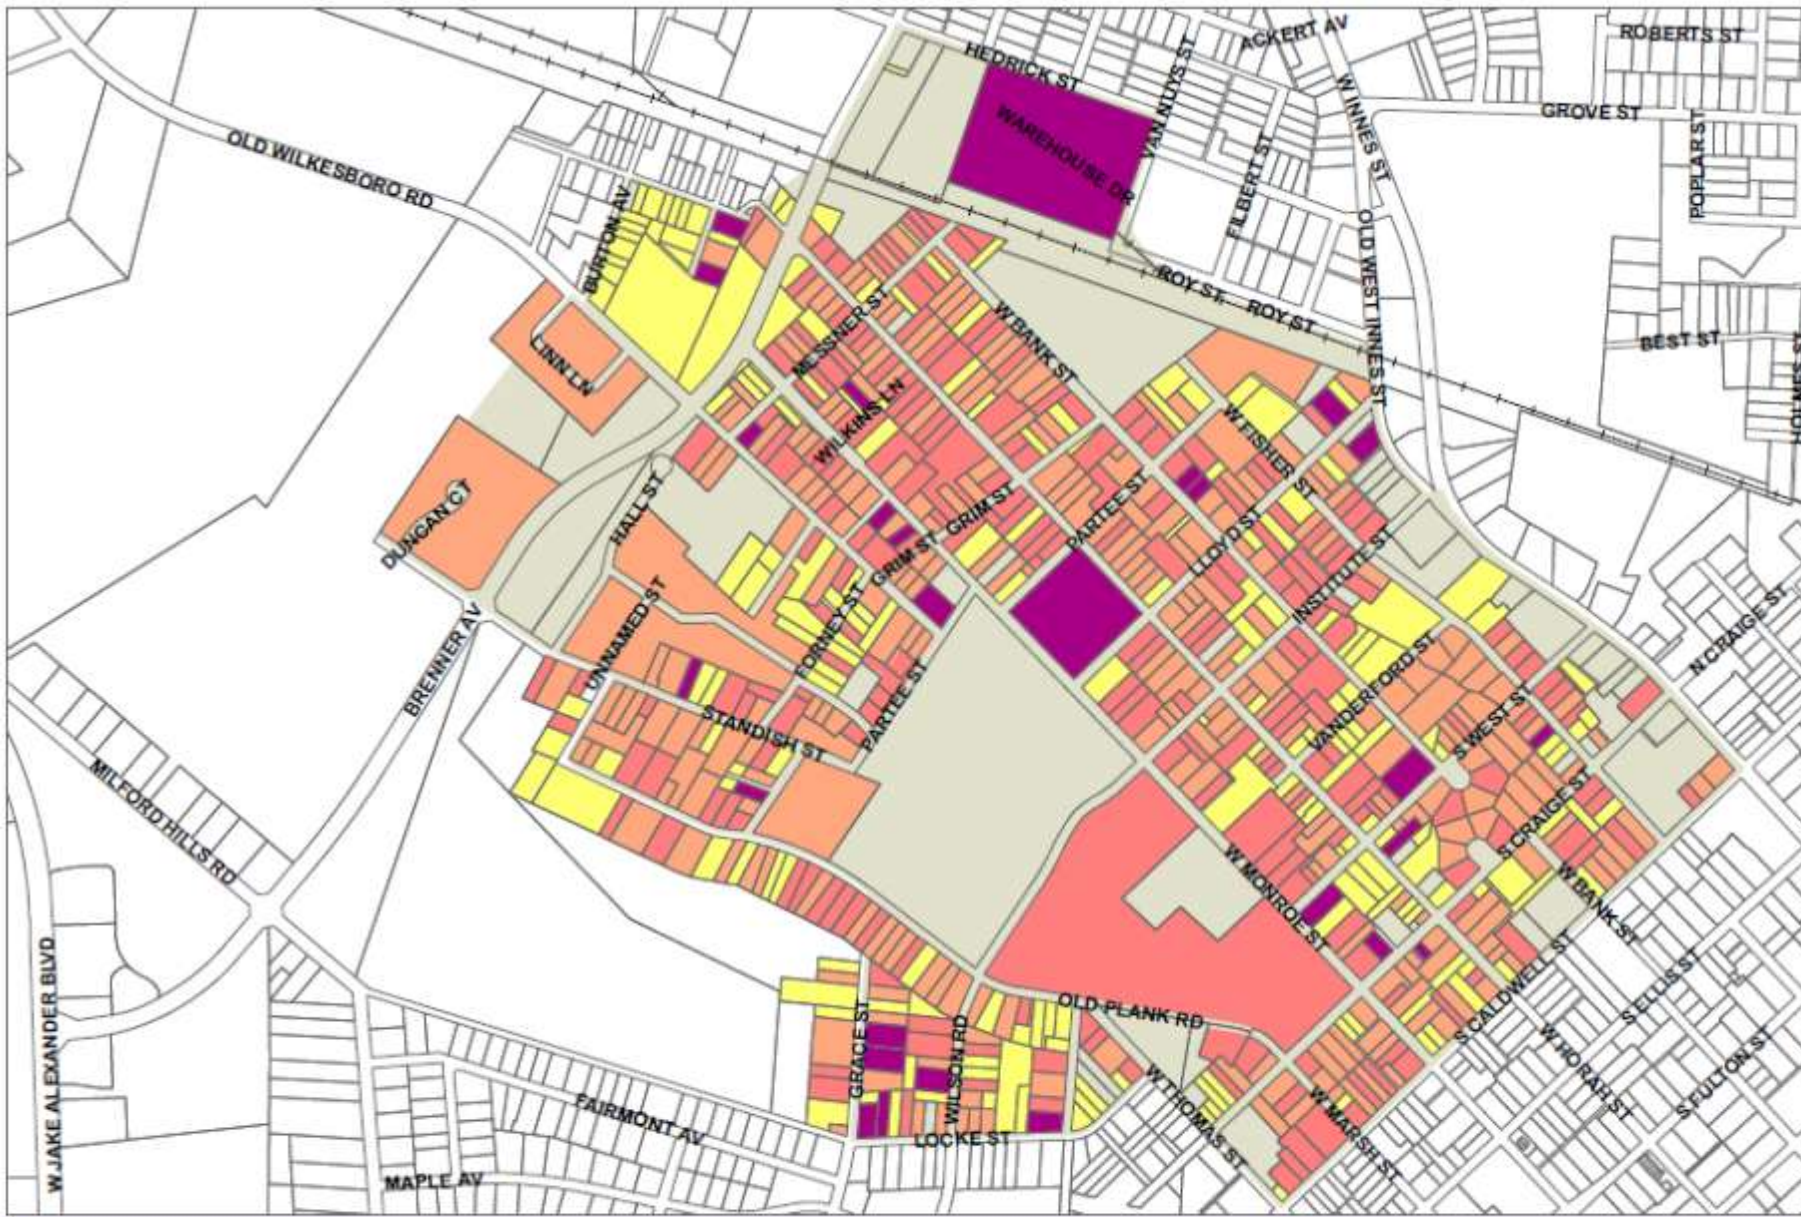 ACKERT AV
ROBERTS ST
HEDRICK ST
VAN NUYS ST
W INNES ST
GROVE ST
POPLAR ST
WAREHOUSE DR
OLD WILKESBORO RD
FILBERT ST
BURTON AV
OLD WEST INNES ST
ROY ST
ROY ST
BEST ST
HOLMES ST
MESSNER ST
W BANK ST
LINN LN
WILKINS LN
W FISHER ST
DUNCAN CT
HALL ST
GRIM ST
GRIM ST
PARTEE ST
LLOYD ST
INSTITUTE ST
UNNAMED ST
FORNEY ST
N CRAIGE ST
BRENNER AV
PARTEE ST
VANDERFORD ST
STANDISH ST
S WEST ST
MILFORD HILLS RD
S CRAIGE ST
W MONROE ST
W BANK ST
S CALDWELL ST
S ELLIS ST
W JAKE ALEXANDER BLVD
OLD PLANK RD
GRACE ST
WILSON RD
W HORAH ST
S FULTON ST
FAIRMONT AV
W THOMAS ST
W MARSH ST
LOCKE ST
MAPLE AV